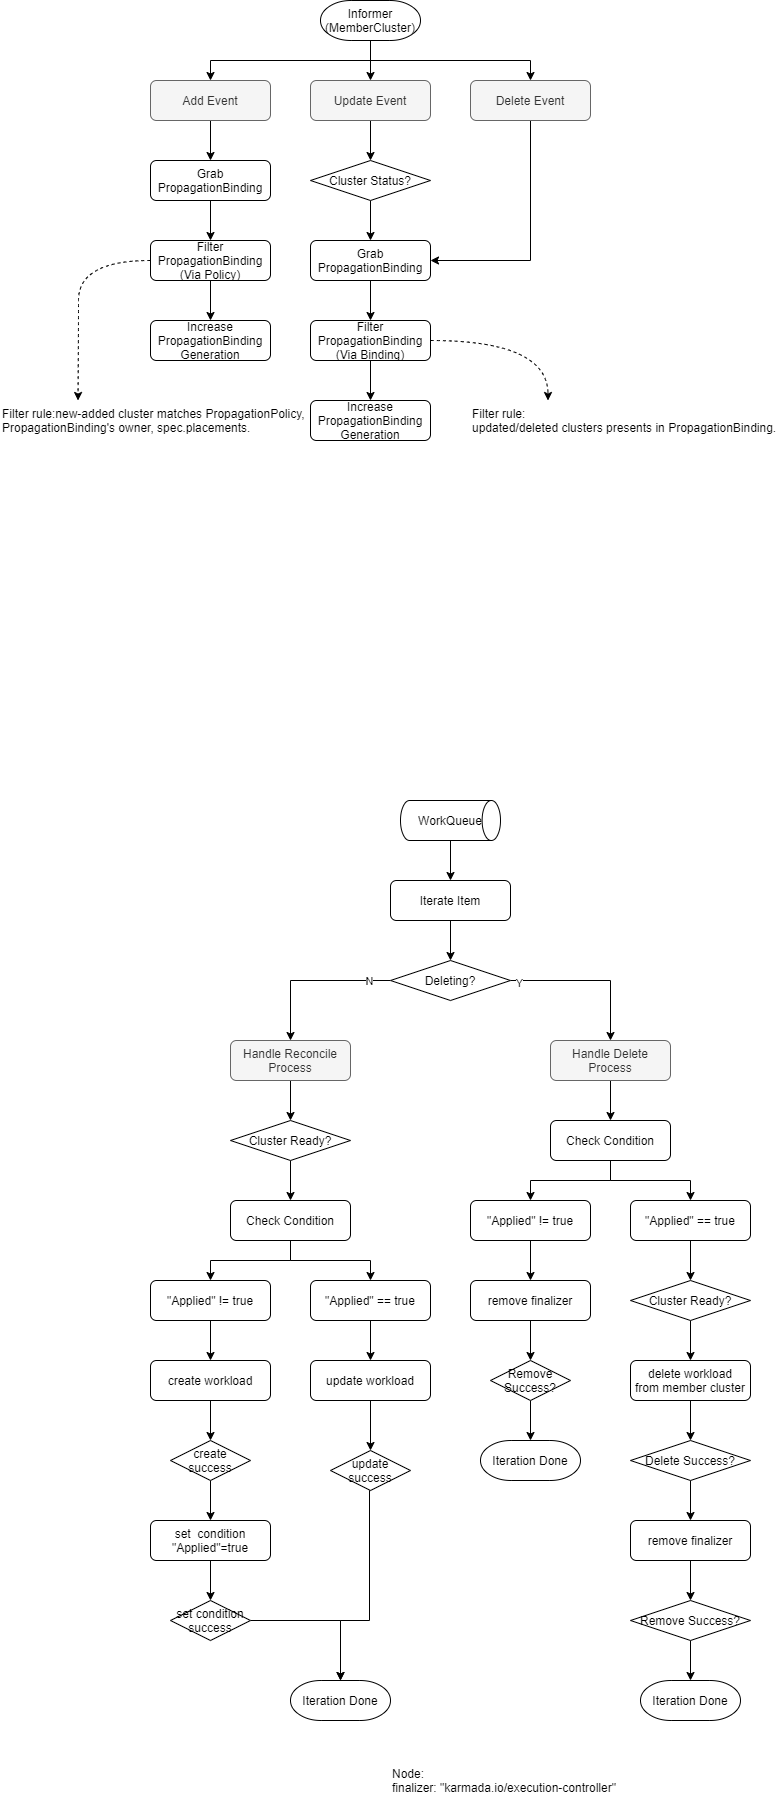 Informer
(MemberCluster)
Add Event
Update Event
Delete Event
Grab
PropagationBinding
Cluster Status?
Filter
PropagationBinding
(Via Policy)
Grab
PropagationBinding
Increase
PropagationBinding
Generation
Filter
PropagationBinding
(Via Binding)
Filter rule:new-added cluster matches PropagationPolicy,
PropagationBinding's owner, spec.placements.
Increase
PropagationBinding
Generation
Filter rule:
updated/deleted clusters presents in PropagationBinding.
WorkQueue
Iterate Item
Deleting?
N
Y
Handle Reconcile
Process
Handle Delete
Process
Cluster Ready?
Check Condition
Check Condition
"Applied" != true
"Applied" == true
"Applied" != true
"Applied" == true
remove finalizer
Cluster Ready?
create workload
update workload
Remove
Success?
delete workload
from member cluster
create
success
update
success
Iteration Done
Delete Success?
set  condition
"Applied"=true
remove finalizer
set condition
success
Remove Success?
Iteration Done
Iteration Done
Node:
finalizer: "karmada.io/execution-controller"